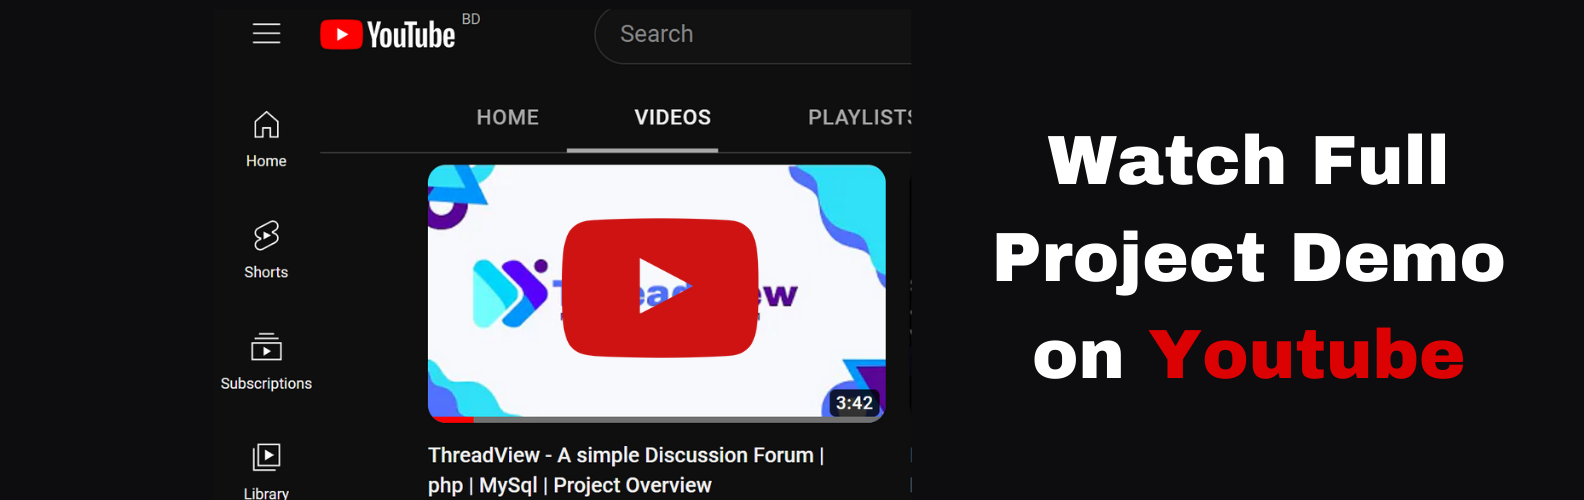 YouTube BD
Search
HOME VIDEOS PLAYLISTS
Home
Shorts
Subscriptions
Library
3:42
ThreadView - A simple Discussion Forum |
php | MySql | Project Overview
Watch Full
Project Demo
on Youtube